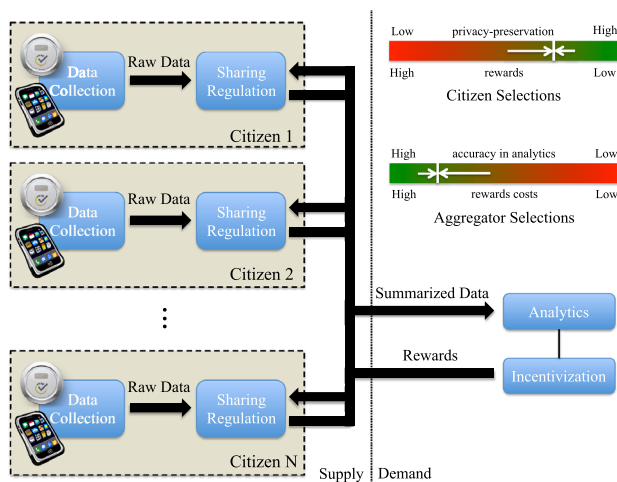 Data
Collection
Raw Data
Sharing
Regulation
Citizen 1
Data
Collection
Raw Data
Sharing
Regulation
Citizen 2
Data
Collection
Raw Data
Sharing
Regulation
Citizen N
Supply
Demand
Low privacy-preservation High
High rewards Low
Citizen Selections
High accuracy in analytics Low
High rewards costs Low
Aggregator Selections
Summarized Data
Analytics
Rewards
Incentivization